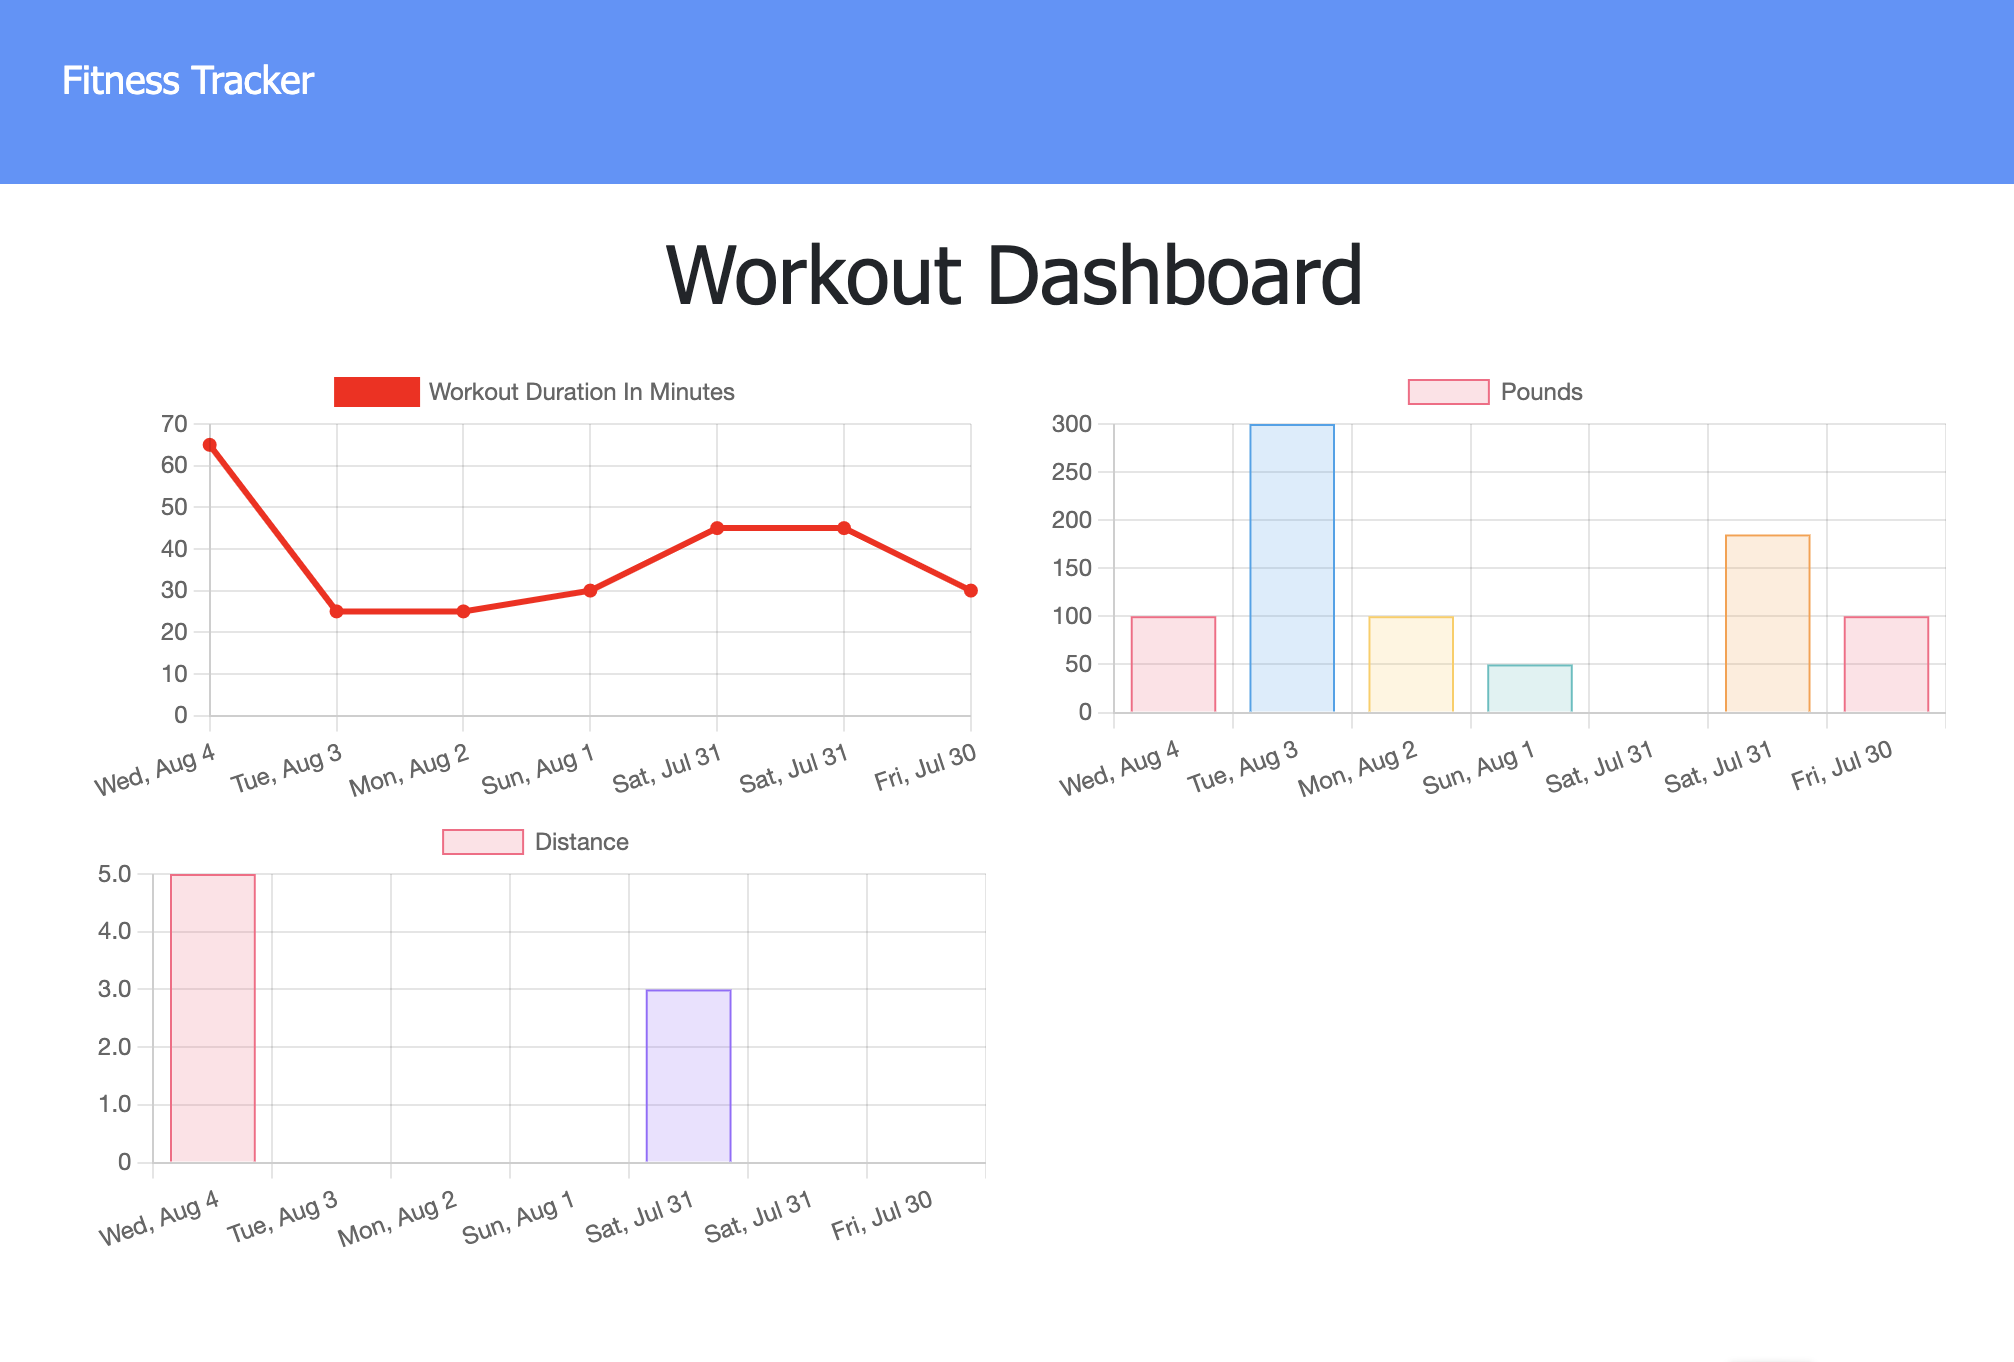 Fitness Tracker
Workout Dashboard
Workout Duration In Minutes
70
60
50
40
30
20
10
0
Wed, Aug 4
Tue, Aug 3
Mon, Aug 2
Sun, Aug 1
Sat, Jul 31
Sat, Jul 31
Fri, Jul 30
Pounds
300
250
200
150
100
50
0
Wed, Aug 4
Tue, Aug 3
Mon, Aug 2
Sun, Aug 1
Sat, Jul 31
Sat, Jul 31
Fri, Jul 30
Distance
5.0
4.0
3.0
2.0
1.0
0
Wed, Aug 4
Tue, Aug 3
Mon, Aug 2
Sun, Aug 1
Sat, Jul 31
Sat, Jul 31
Fri, Jul 30